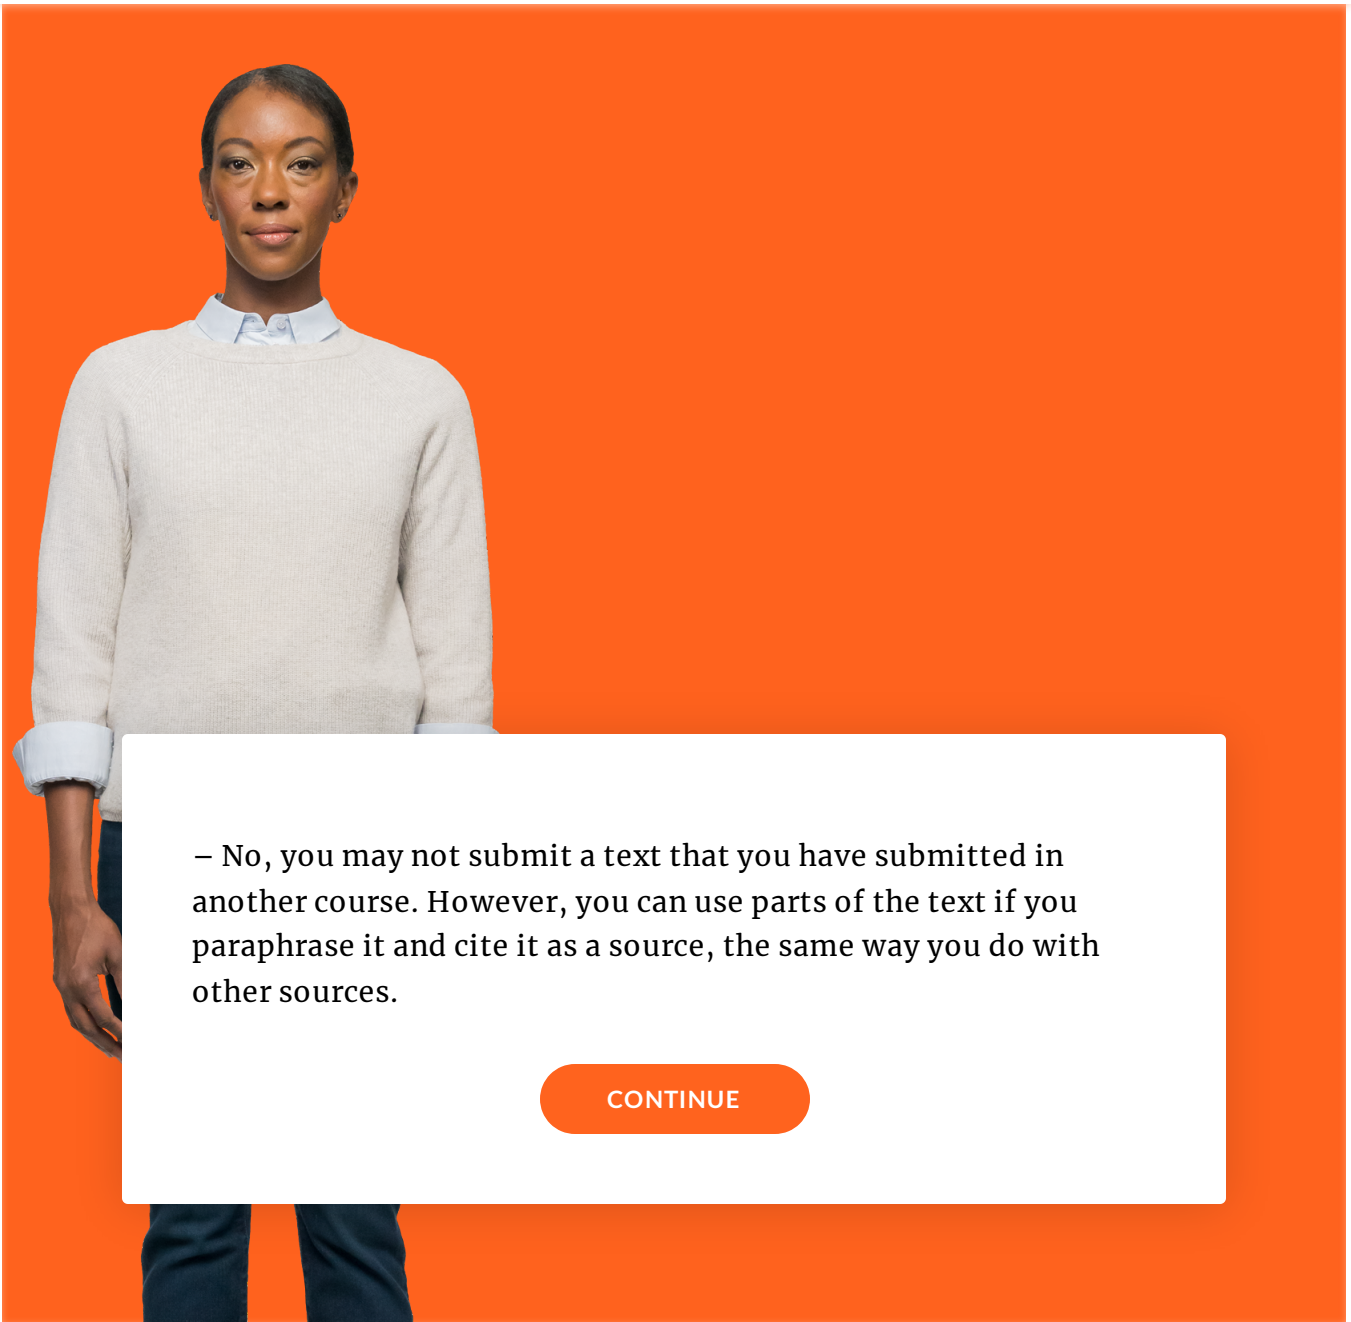 – No, you may not submit a text that you have submitted in
another course. However, you can use parts of the text if you
paraphrase it and cite it as a source, the same way you do with
other sources.
CONTINUE